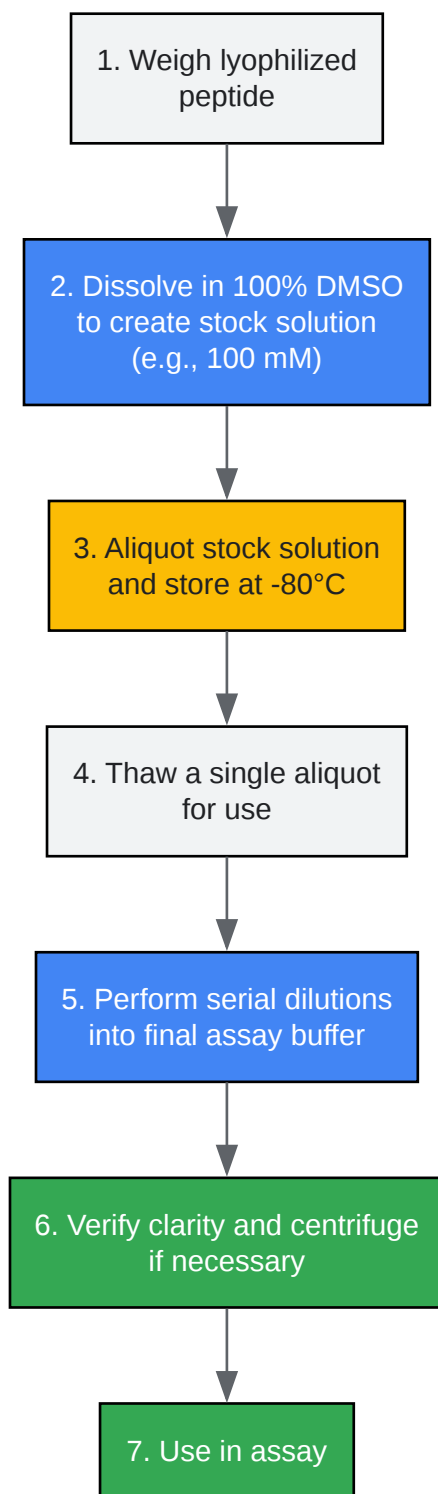 1. Weigh lyophilized
peptide
2. Dissolve in 100% DMSO
to create stock solution
(e.g., 100 mM)
3. Aliquot stock solution
and store at -80°C
4. Thaw a single aliquot
for use
5. Perform serial dilutions
into final assay buffer
6. Verify clarity and centrifuge
if necessary
7. Use in assay